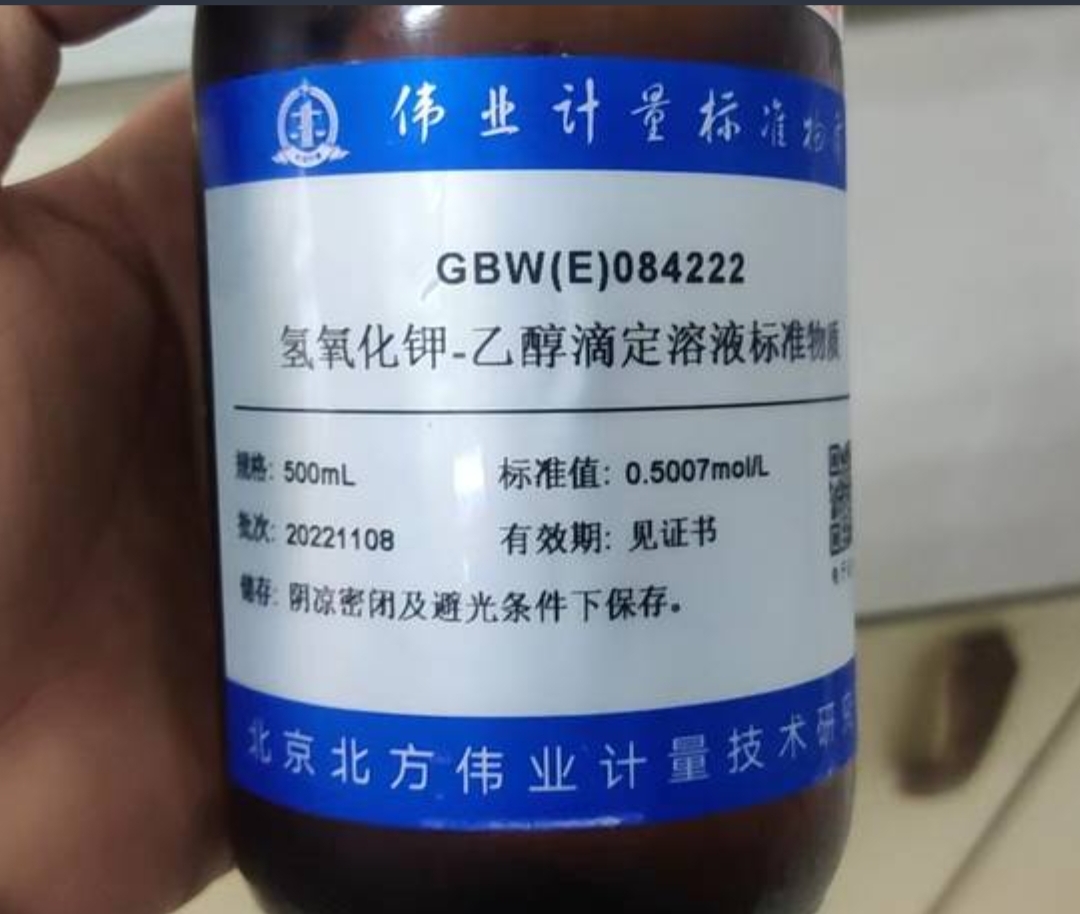 伟业计量标准物
GBW(E)084222
氢氧化钾-乙醇滴定溶液标准物质
规格: 500mL 标准值: 0.5007mol/L
批次: 20221108 有效期: 见证书
储存: 阴凉密闭及避光条件下保存。
北京北方伟业计量技术研